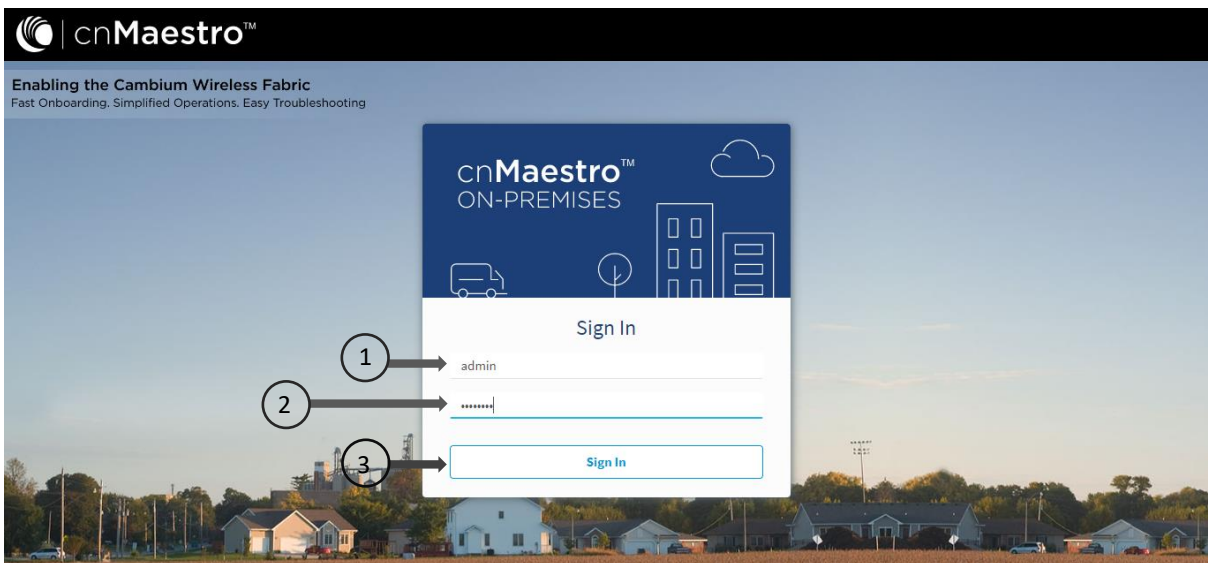 cnMaestro™
Enabling the Cambium Wireless Fabric
Fast Onboarding. Simplified Operations. Easy Troubleshooting
cnMaestro™
ON-PREMISES
Sign In
1
admin
2
••••••••
3
Sign In